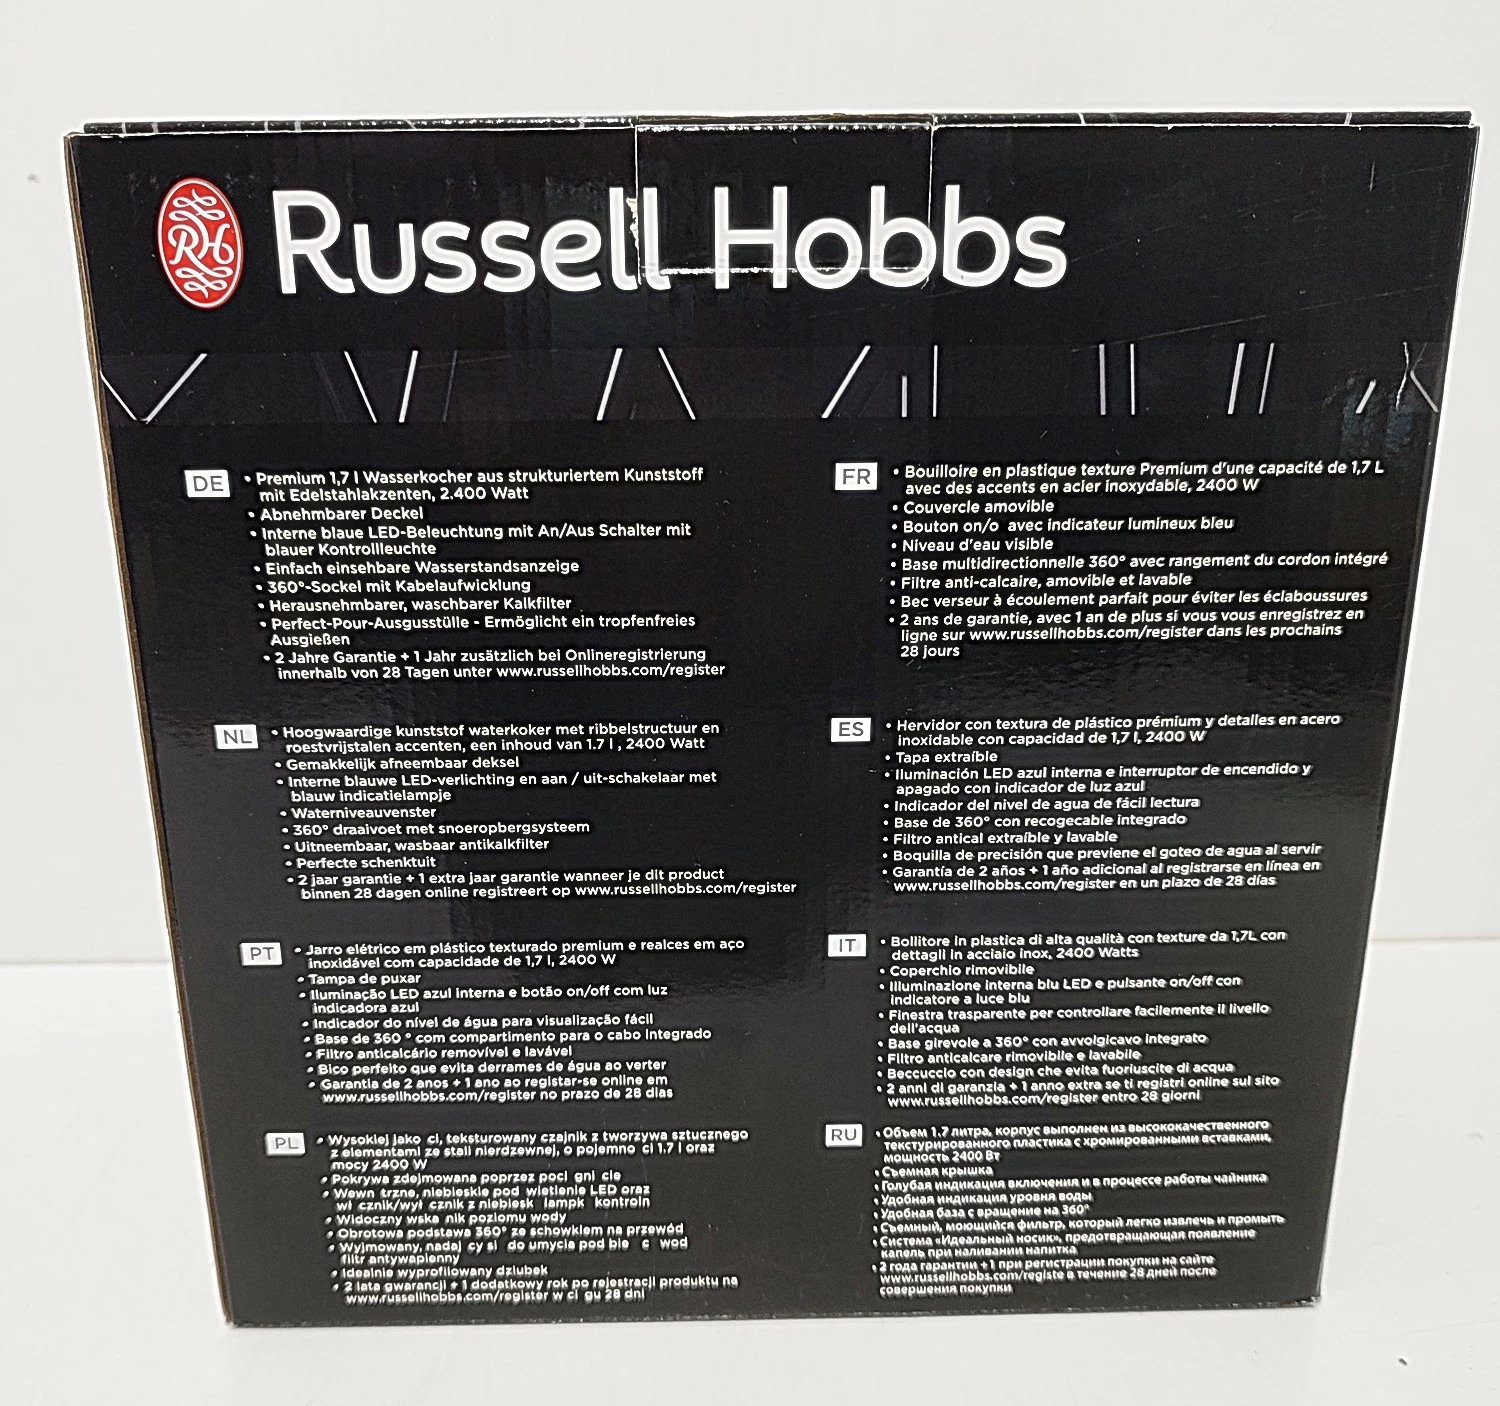 RH
Russell Hobbs
DE
• Premium 1,7 l Wasserkocher aus strukturiertem Kunststoff
mit Edelstahlakzenten, 2.400 Watt
• Abnehmbarer Deckel
• Interne blaue LED-Beleuchtung mit An/Aus Schalter mit
blauer Kontrollleuchte
• Einfach einsehbare Wasserstandsanzeige
• 360°-Sockel mit Kabelaufwicklung
• Herausnehmbarer, waschbarer Kalkfilter
• Perfect-Pour-Ausgusstülle - Ermöglicht ein tropfenfreies
Ausgießen
• 2 Jahre Garantie + 1 Jahr zusätzlich bei Onlineregistrierung
innerhalb von 28 Tagen unter www.russellhobbs.com/register
FR
• Bouilloire en plastique texture Premium d'une capacité de 1,7 L
avec des accents en acier inoxydable, 2400 W
• Couvercle amovible
• Bouton on/o avec indicateur lumineux bleu
• Niveau d'eau visible
• Base multidirectionnelle 360° avec rangement du cordon intégré
• Filtre anti-calcaire, amovible et lavable
• Bec verseur à écoulement parfait pour éviter les éclaboussures
• 2 ans de garantie, avec 1 an de plus si vous vous enregistrez en
ligne sur www.russellhobbs.com/register dans les prochains
28 jours
NL
• Hoogwaardige kunststof waterkoker met ribbelstructuur en
roestvrijstalen accenten, een inhoud van 1.7 l , 2400 Watt
• Gemakkelijk afneembaar deksel
• Interne blauwe LED-verlichting en aan / uit-schakelaar met
blauw indicatielampje
• Waterniveauvenster
• 360° draaivoet met snoeropbergsysteem
• Uitneembaar, wasbaar antikalkfilter
• Perfecte schenktuit
• 2 jaar garantie + 1 extra jaar garantie wanneer je dit product
binnen 28 dagen online registreert op www.russellhobbs.com/register
ES
• Hervidor con textura de plástico prémium y detalles en acero
inoxidable con capacidad de 1,7 l, 2400 W
• Tapa extraíble
• Iluminación LED azul interna e interruptor de encendido y
apagado con indicador de luz azul
• Indicador del nivel de agua de fácil lectura
• Base de 360° con recogecable integrado
• Filtro antical extraíble y lavable
• Boquilla de precisión que previene el goteo de agua al servir
• Garantía de 2 años + 1 año adicional al registrarse en línea en
www.russellhobbs.com/register en un plazo de 28 días
PT
• Jarro elétrico em plástico texturado premium e realces em aço
inoxidável com capacidade de 1,7 l, 2400 W
• Tampa de puxar
• Iluminação LED azul interna e botão on/off com luz
indicadora azul
• Indicador do nível de água para visualização fácil
• Base de 360 ° com compartimento para o cabo integrado
• Filtro anticalcário removível e lavável
• Bico perfeito que evita derrames de água ao verter
• Garantia de 2 anos + 1 ano ao registar-se online em
www.russellhobbs.com/register no prazo de 28 dias
IT
• Bollitore in plastica di alta qualità con texture da 1,7L con
dettagli in acciaio inox, 2400 Watts
• Coperchio rimovibile
• Illuminazione interna blu LED e pulsante on/off con
indicatore a luce blu
• Finestra trasparente per controllare facilmente il livello
dell'acqua
• Base girevole a 360° con avvolgicavo integrato
• Filtro anticalcare rimovibile e lavabile
• Beccuccio con design che evita fuoriuscite di acqua
• 2 anni di garanzia + 1 anno extra se ti registri online sul sito
www.russellhobbs.com/register entro 28 giorni
PL
• Wysokiej jako ci, teksturowany czajnik z tworzywa sztucznego
z elementami ze stali nierdzewnej, o pojemno ci 1.7 l oraz
mocy 2400 W
• Pokrywa zdejmowana poprzez poci gni cie
• Wewn trzne, niebieskie pod wietlenie LED oraz
wł cznik/wył cznik z niebiesk lampk kontroln
• Widoczny wska nik poziomu wody
• Obrotowa podstawa 360° ze schowkiem na przewód
• Wyjmowany, nadaj cy si do umycia pod bie c wod
filtr antywapienny
• Idealnie wyprofilowany dziubek
• 2 lata gwarancji + 1 dodatkowy rok po rejestracji produktu na
www.russellhobbs.com/register w ci gu 28 dni
RU
• Объем 1.7 литра, корпус выполнен из высококачественного
текстурированного пластика с хромированными вставками,
мощность 2400 Вт
• Съемная крышка
• Голубая индикация включения и в процессе работы чайника
• Удобная индикация уровня воды
• Удобная база с вращение на 360°
• Съемный, моющийся фильтр, который легко извлечь и промыть
• Система «Идеальный носик», предотвращающая появление
капель при наливании напитка
• 2 года гарантии +1 при регистрации покупки на сайте
www.russellhobbs.com/registe в течение 28 дней после
совершения покупки